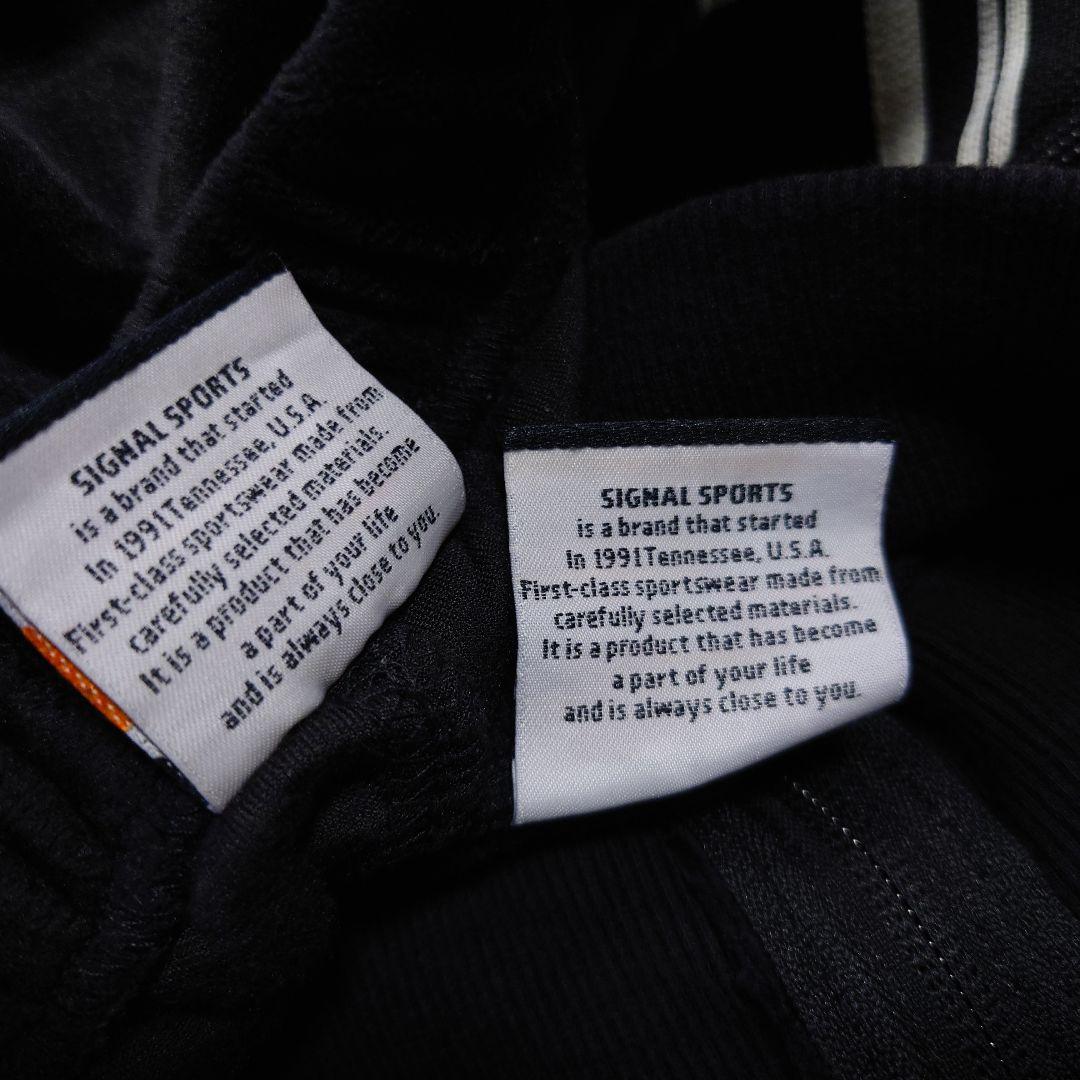 SIGNAL SPORTS
is a brand that started
In 1991Tennessee, U.S.A.
First-class sportswear made from
carefully selected materials.
It is a product that has become
a part of your life
and is always close to you.
SIGNAL SPORTS
is a brand that started
In 1991Tennessee, U.S.A.
First-class sportswear made from
carefully selected materials.
It is a product that has become
a part of your life
and is always close to you.